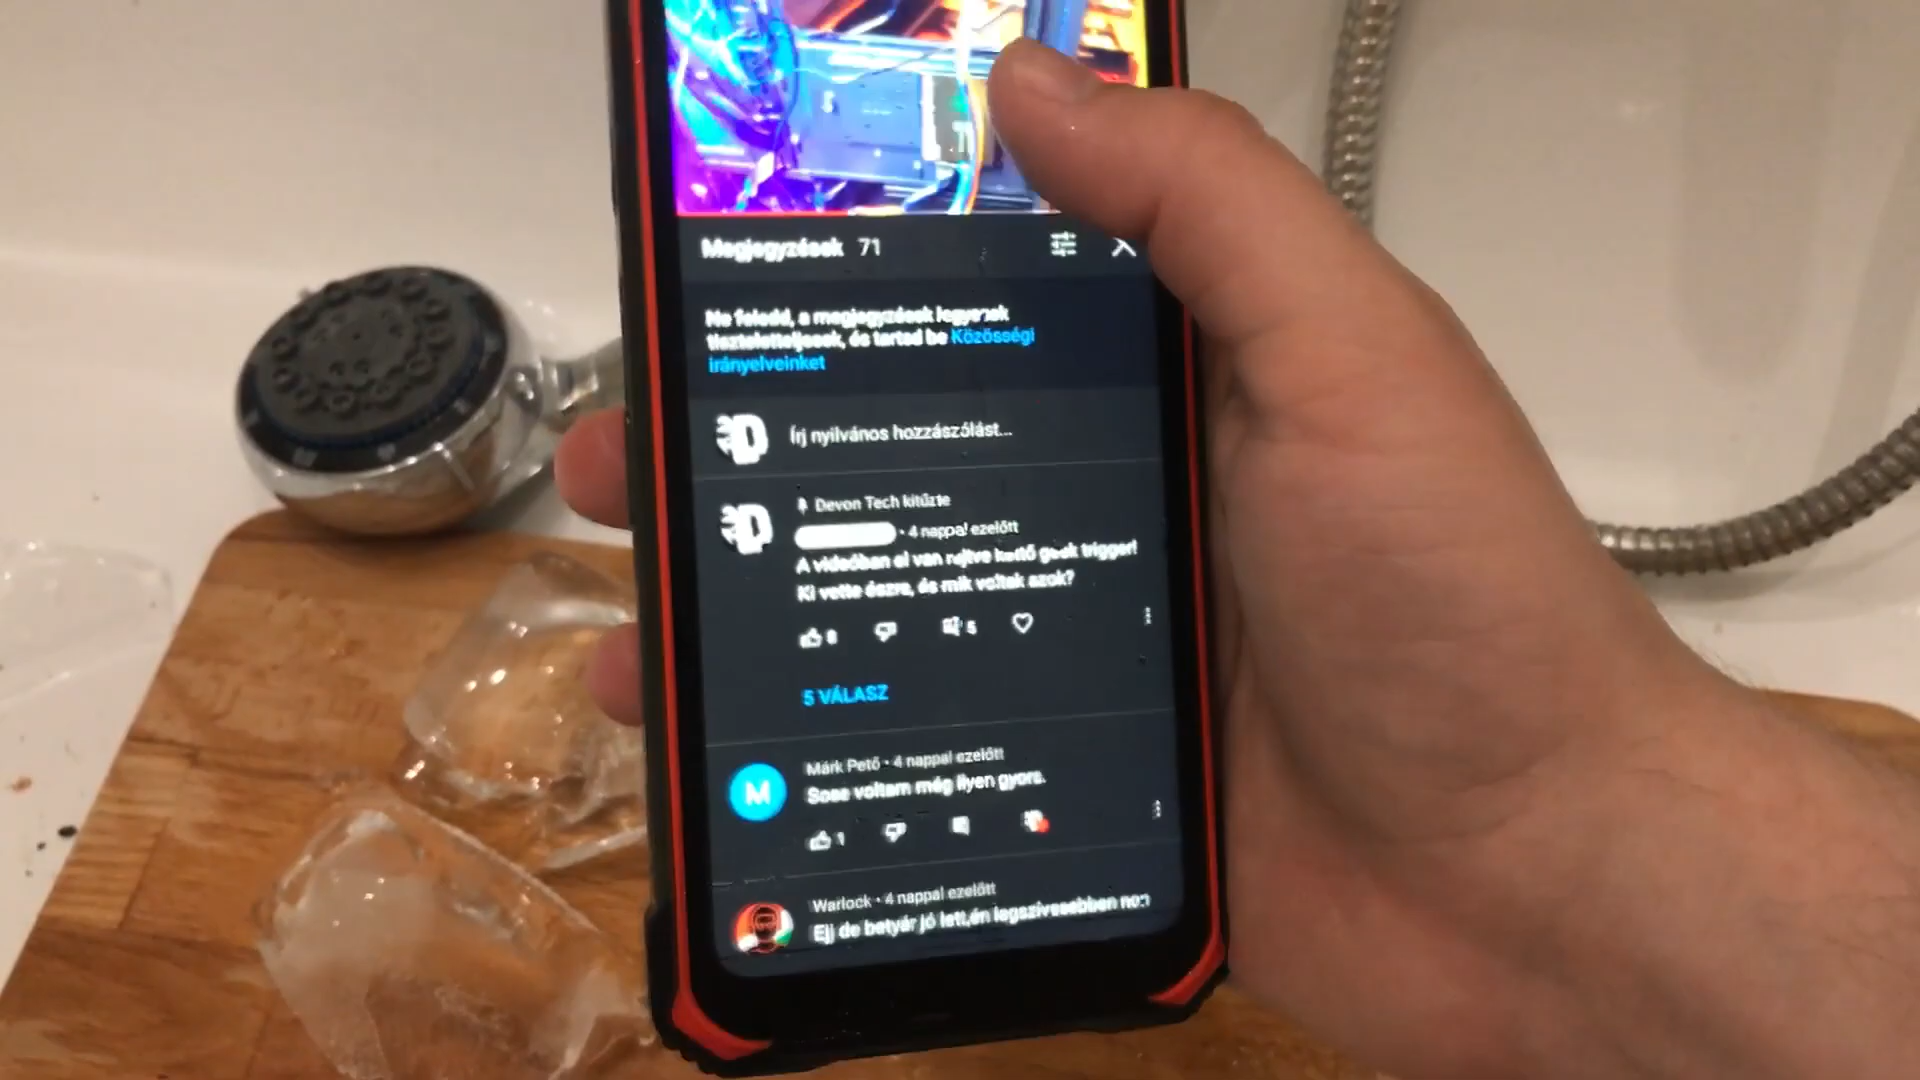 Megjegyzések 71
Ne feledd, a megjegyzések legyenek
tiszteletteljesek, és tartsd be Közösségi
irányelveinket
Írj nyilvános hozzászólást...
Devon Tech kitűzte
• 4 nappal ezelőtt
A videóban el van rejtve kettő geek trigger!
Ki vette észre, és mik voltak azok?
8 5
5 VÁLASZ
M
Márk Pető • 4 nappal ezelőtt
Sose voltam még ilyen gyors.
1
Warlock • 4 nappal ezelőtt
Ejj de betyár jó lett,én legszívesebben